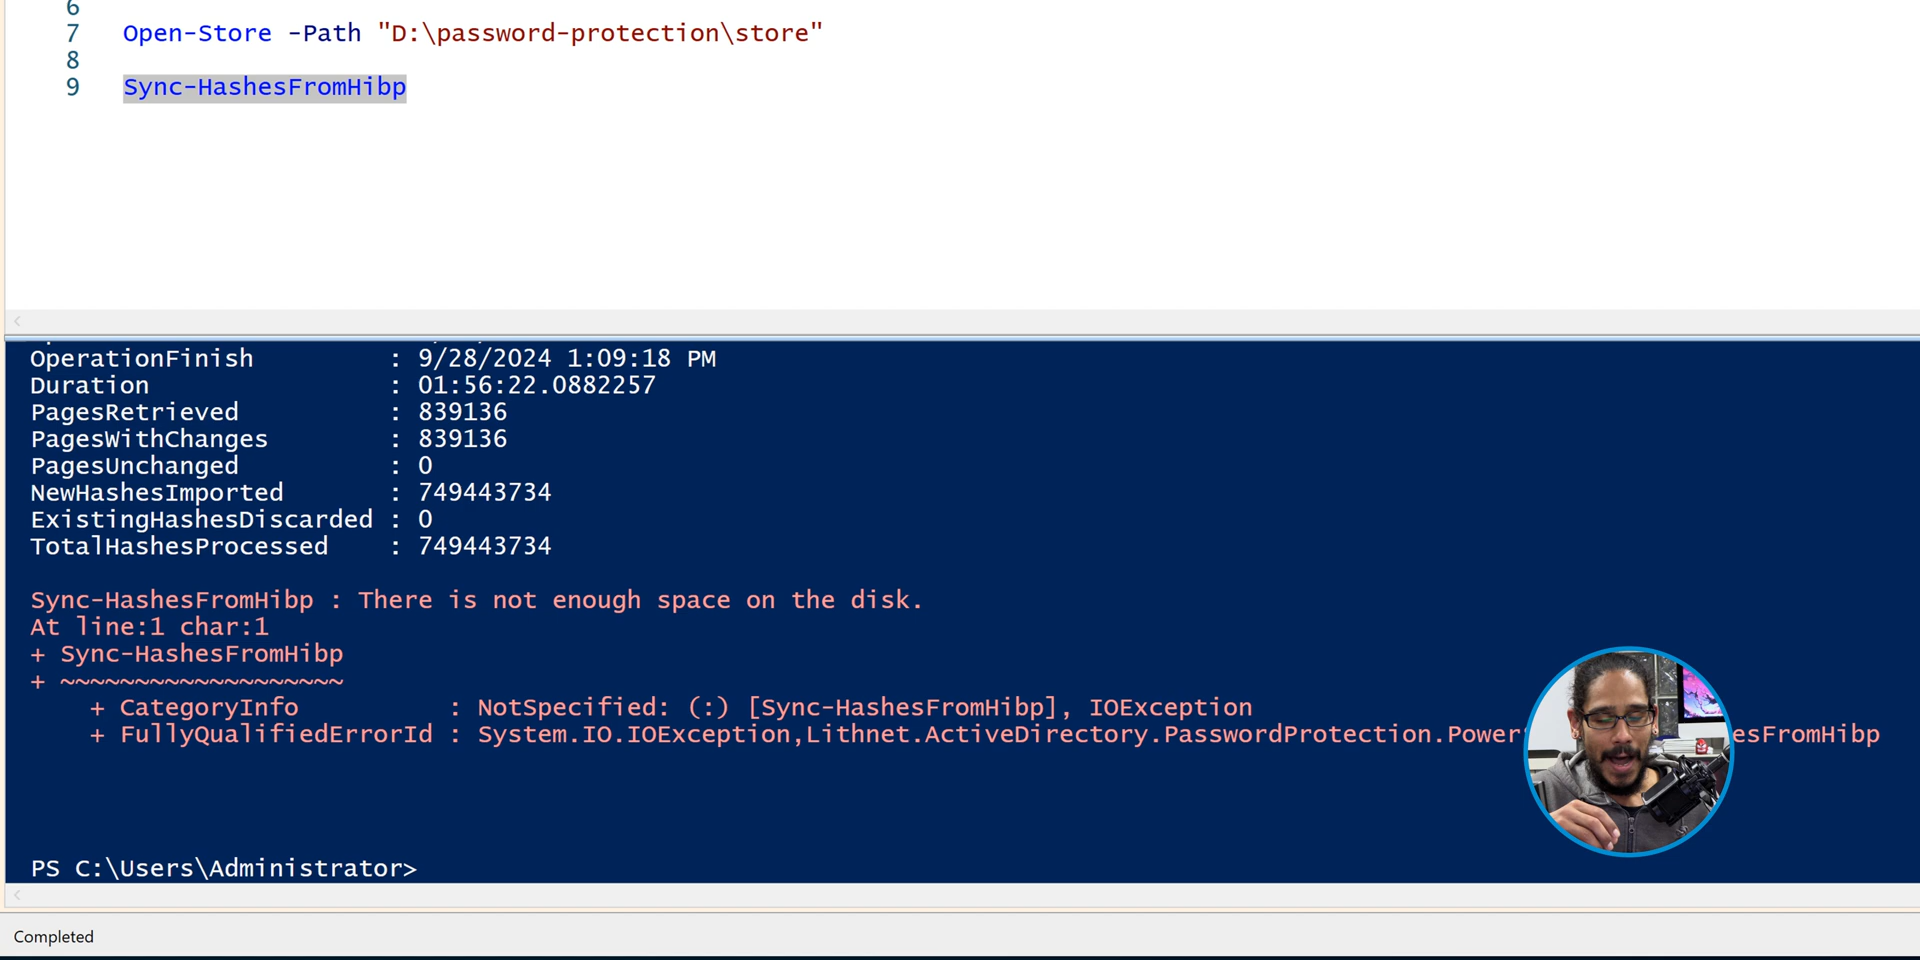 6
7 Open-Store -Path "D:\password-protection\store"
8
9 Sync-HashesFromHibp
OperationFinish : 9/28/2024 1:09:18 PM
Duration : 01:56:22.0882257
PagesRetrieved : 839136
PagesWithChanges : 839136
PagesUnchanged : 0
NewHashesImported : 749443734
ExistingHashesDiscarded : 0
TotalHashesProcessed : 749443734
Sync-HashesFromHibp : There is not enough space on the disk.
At line:1 char:1
+ Sync-HashesFromHibp
+ ~~~~~~~~~~~~~~~~~~~
+ CategoryInfo : NotSpecified: (:) [Sync-HashesFromHibp], IOException
+ FullyQualifiedErrorId : System.IO.IOException,Lithnet.ActiveDirectory.PasswordProtection.Power esFromHibp
PS C:\Users\Administrator>
Completed